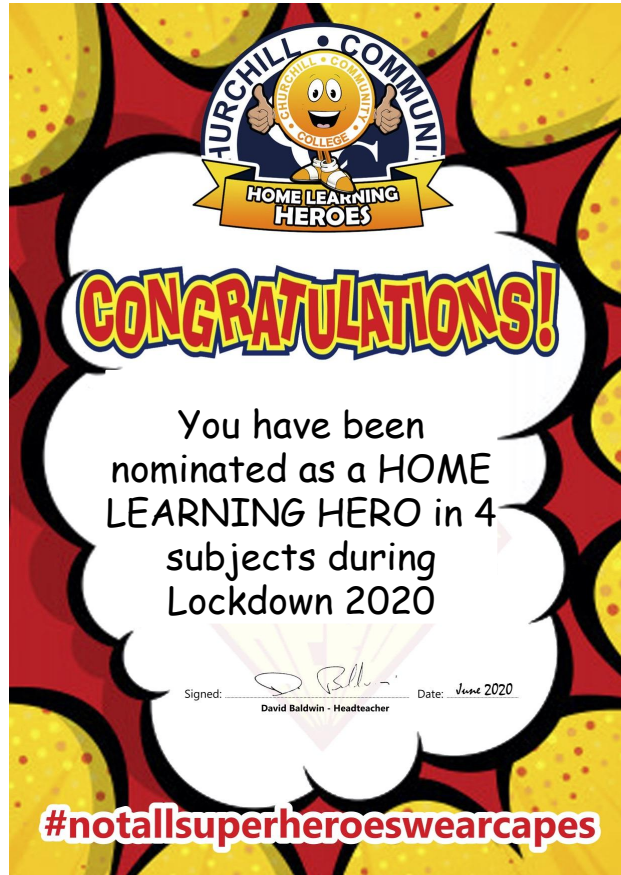 CHURCHILL • COMMUNI
CHURCHILL • COMMUNITY
• COLLEGE •
HOME LEARNING
HEROES
CONGRATULATIONS!
You have been
nominated as a HOME
LEARNING HERO in 4
subjects during
Lockdown 2020
Signed: D. Baldwin Date: June 2020
David Baldwin - Headteacher
#notallsuperheroeswearcapes